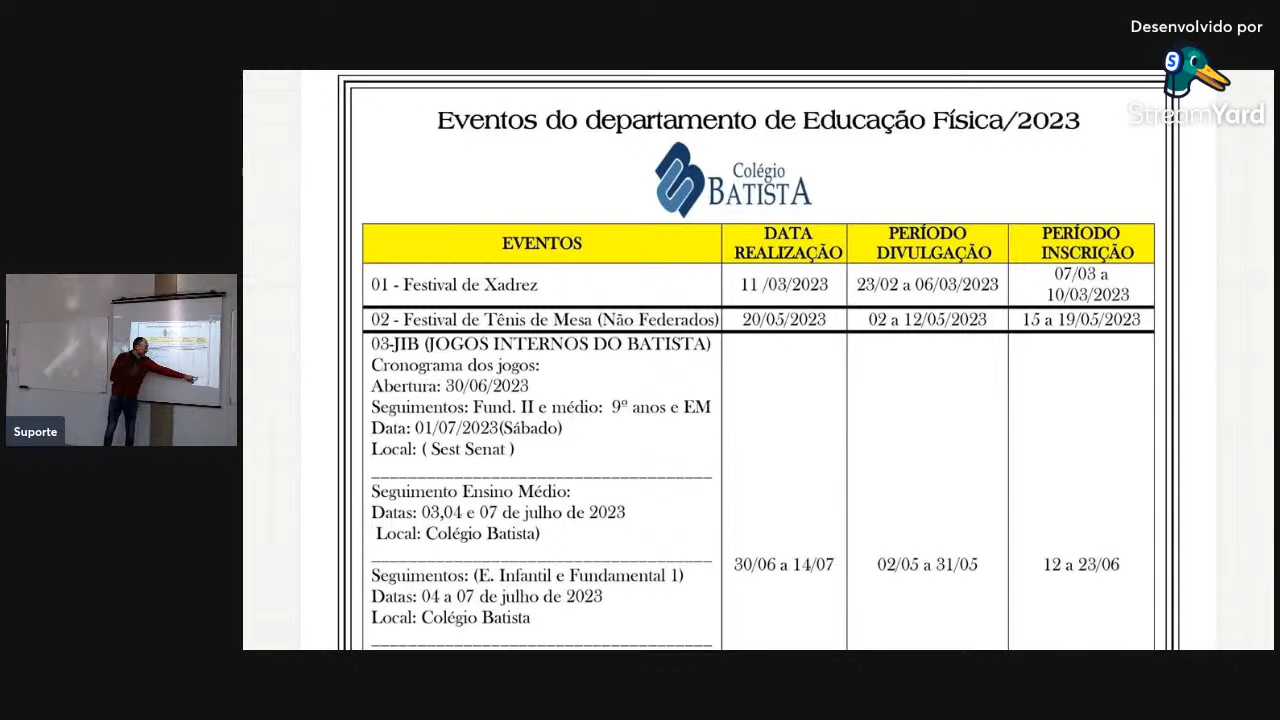 Desenvolvido por
StreamYard
Eventos do departamento de Educação Física/2023
Colégio
BATISTA
EVENTOS
DATA
REALIZAÇÃO
PERÍODO
DIVULGAÇÃO
PERÍODO
INSCRIÇÃO
01 - Festival de Xadrez
11 /03/2023
23/02 a 06/03/2023
07/03 a
10/03/2023
02 - Festival de Tênis de Mesa (Não Federados)
20/05/2023
02 a 12/05/2023
15 a 19/05/2023
03-JIB (JOGOS INTERNOS DO BATISTA)
Cronograma dos jogos:
Abertura: 30/06/2023
Seguimentos: Fund. II e médio: 9º anos e EM
Data: 01/07/2023(Sábado)
Local: ( Sest Senat )
Seguimento Ensino Médio:
Datas: 03,04 e 07 de julho de 2023
Local: Colégio Batista)
Seguimentos: (E. Infantil e Fundamental 1)
Datas: 04 a 07 de julho de 2023
Local: Colégio Batista
30/06 a 14/07
02/05 a 31/05
12 a 23/06
Suporte